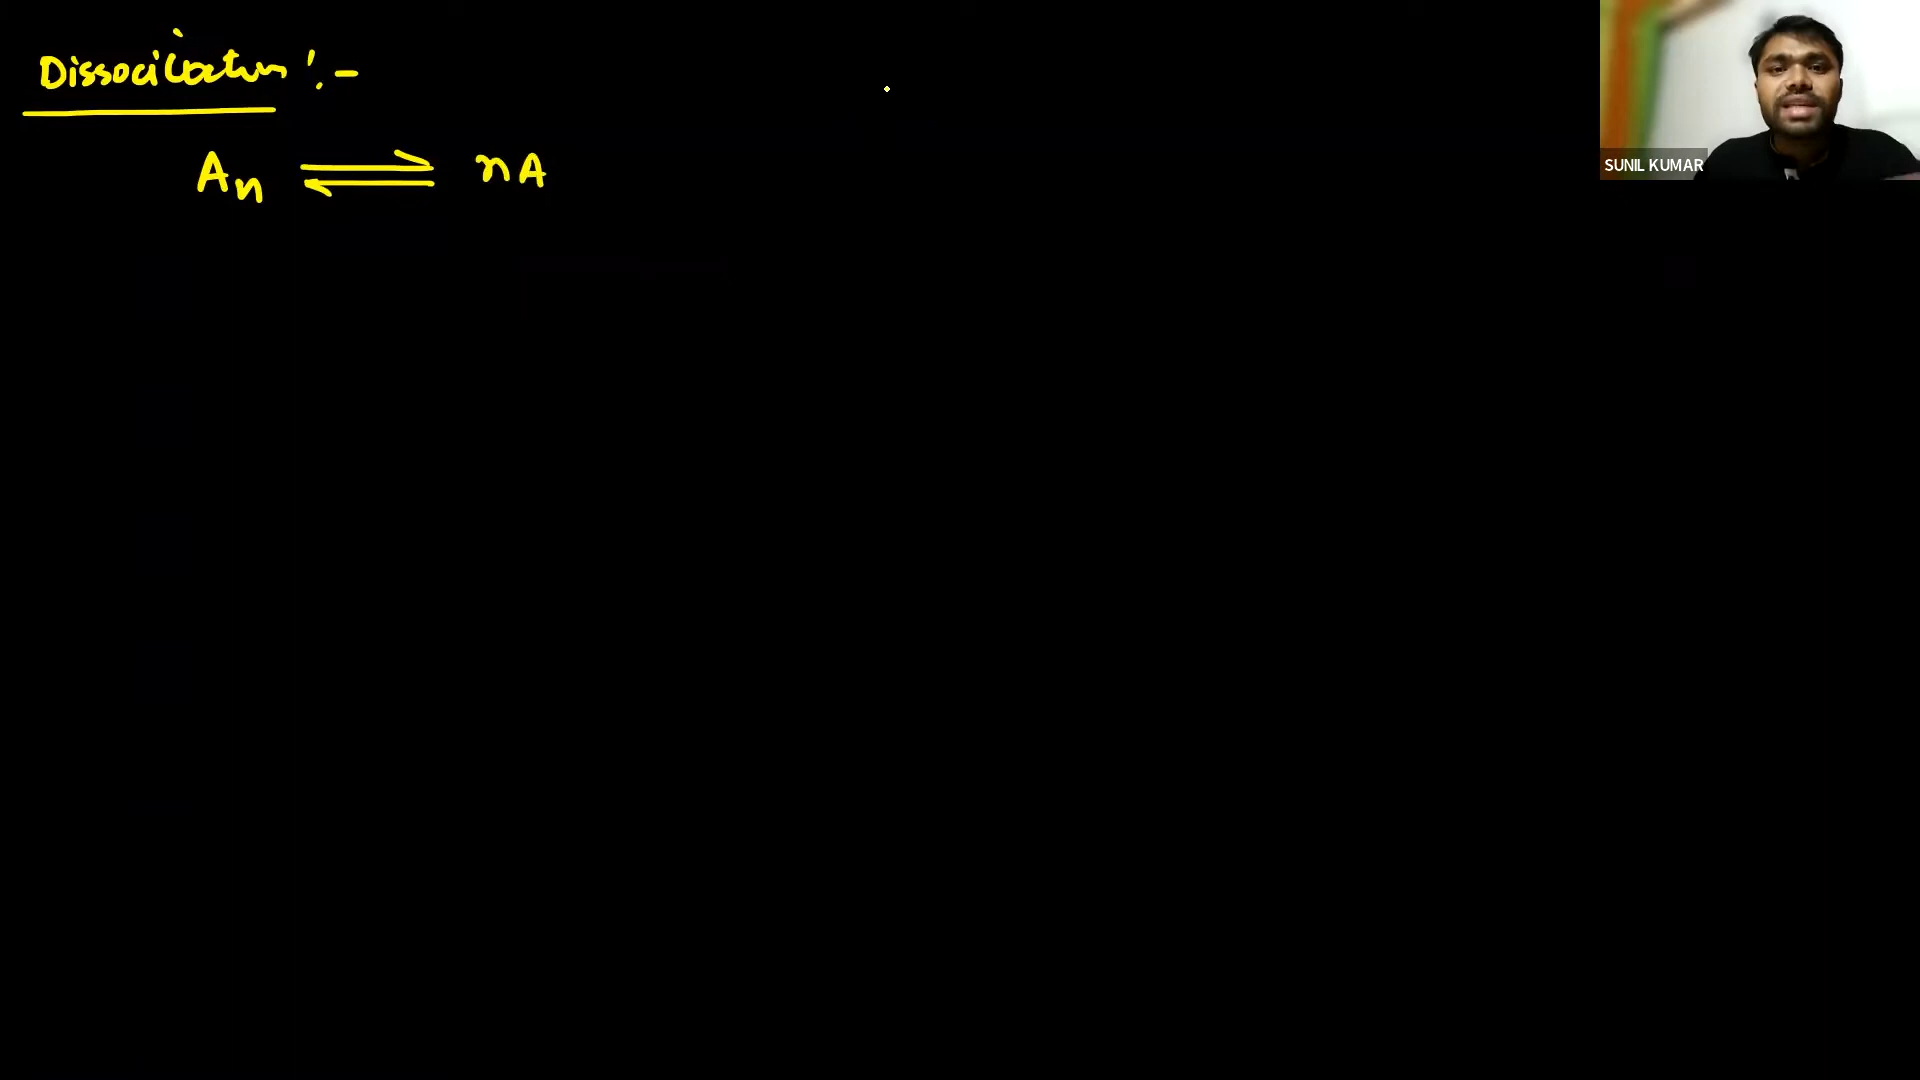 Dissociation :-
SUNIL KUMAR
Aₙ ⇌ nA